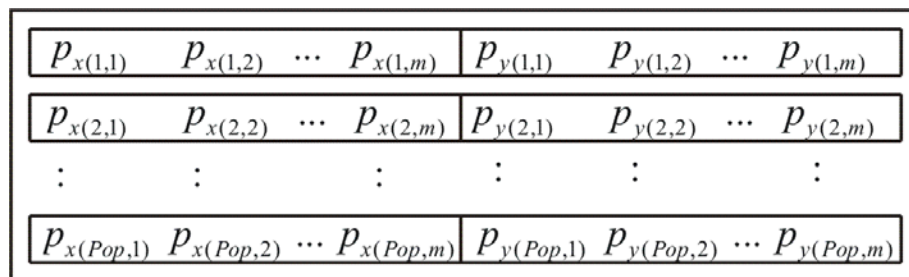 p_{x(1,1)} p_{x(1,2)} ... p_{x(1,m)} p_{y(1,1)} p_{y(1,2)} ... p_{y(1,m)}
p_{x(2,1)} p_{x(2,2)} ... p_{x(2,m)} p_{y(2,1)} p_{y(2,2)} ... p_{y(2,m)}
⋮ ⋮ ⋮ ⋮ ⋮ ⋮
p_{x(Pop,1)} p_{x(Pop,2)} ... p_{x(Pop,m)} p_{y(Pop,1)} p_{y(Pop,2)} ... p_{y(Pop,m)}